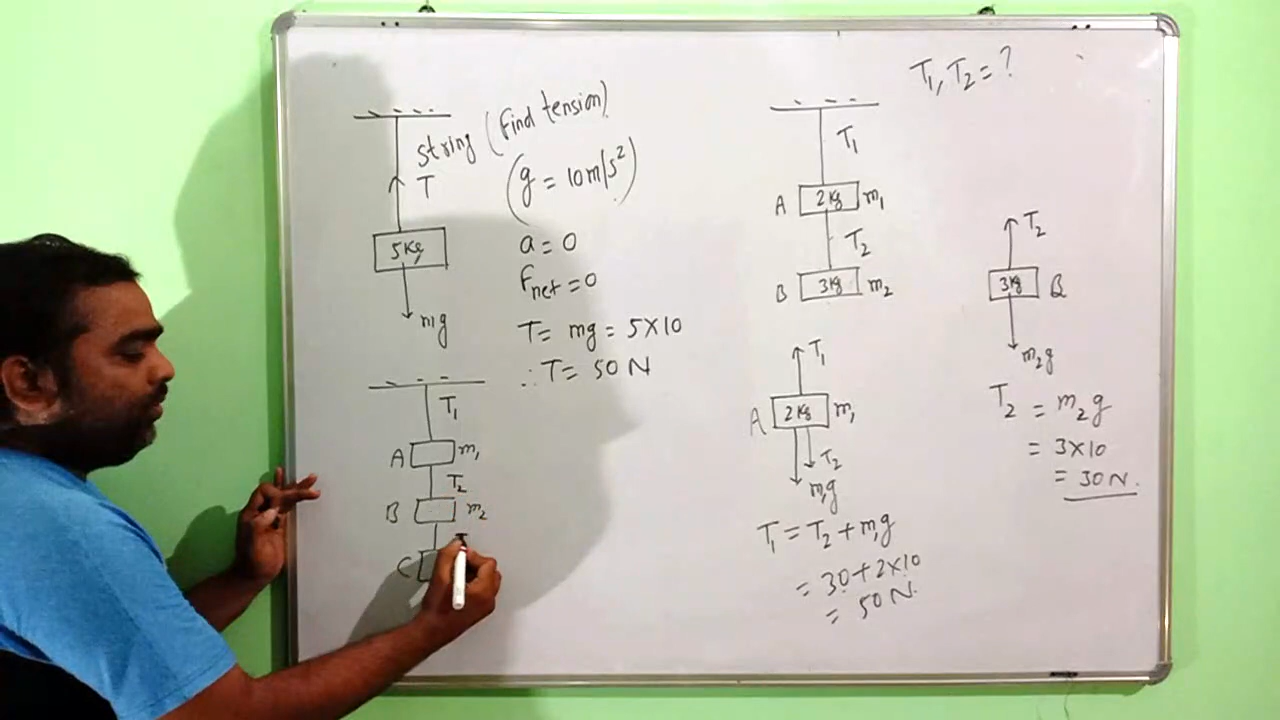 String (Find tension)
T
(g = 10m/s²)
5Kg
mg
a = 0
Fnet = 0
T = mg = 5×10
∴ T = 50 N
T₁
A m₁
T₂
B m₂
C
T₁, T₂ = ?
T₁
A 2Kg m₁
T₂
B 3Kg m₂
T₁
A 2Kg m₁
T₂
m₁g
T₁ = T₂ + m₁g
= 30 + 2×10
= 50 N.
T₂
3Kg B
m₂g
T₂ = m₂g
= 3×10
= 30 N.